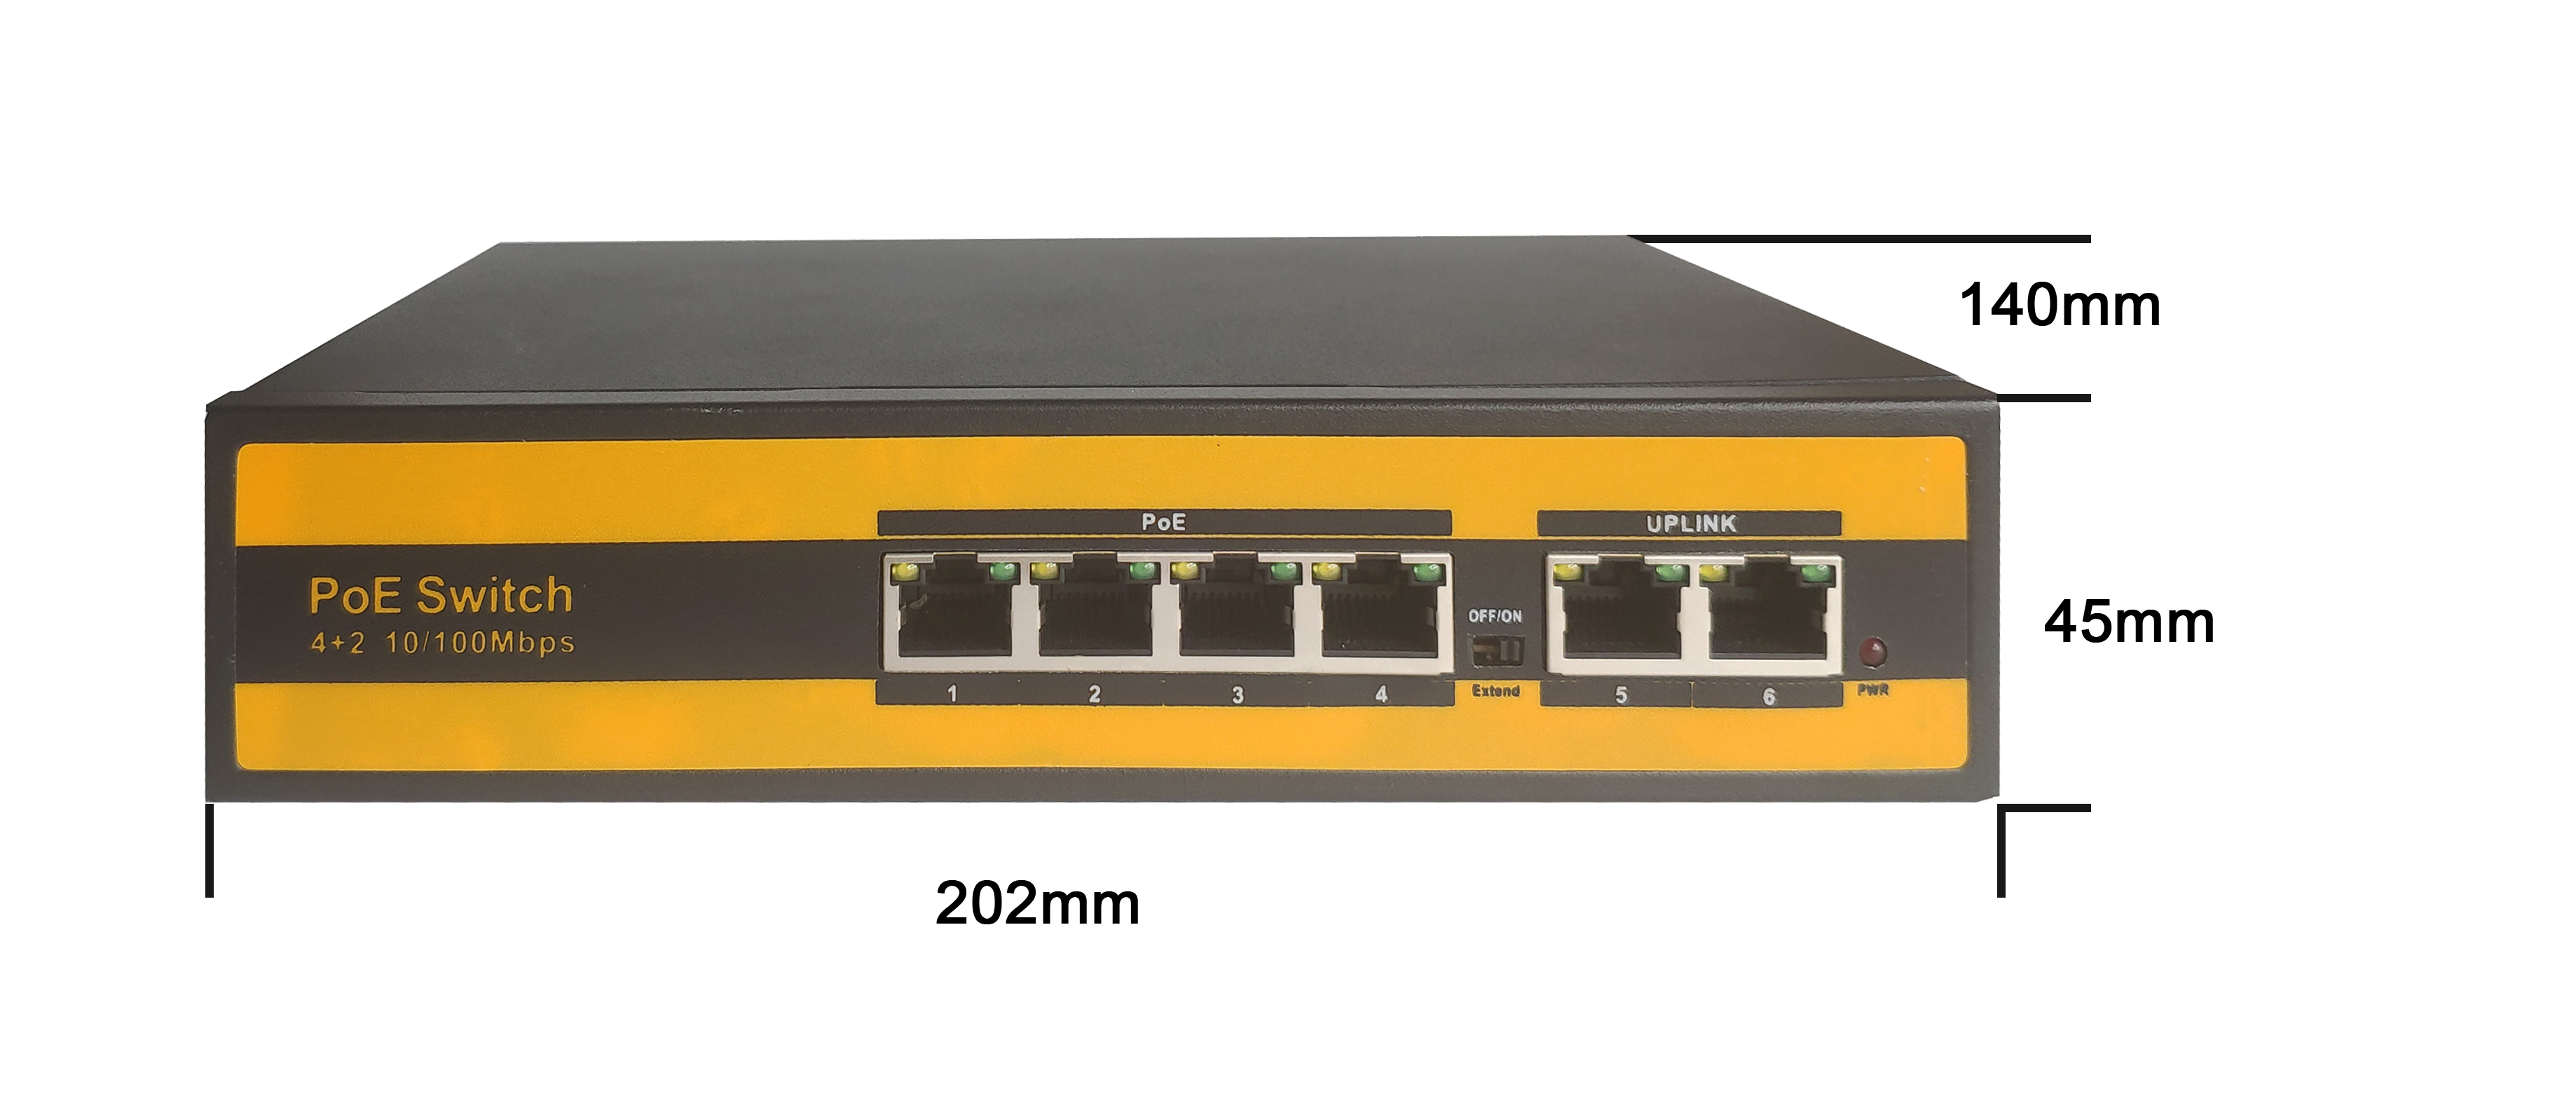 140mm
PoE UPLINK
PoE Switch
4+2 10/100Mbps
OFF/ON
45mm
1 2 3 4 Extend 5 6 PWR
202mm